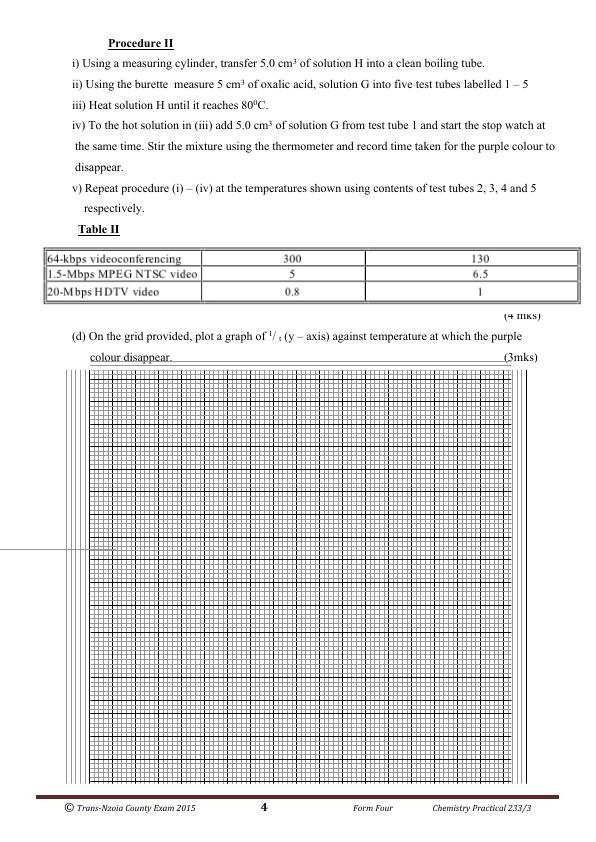 Procedure II
i) Using a measuring cylinder, transfer 5.0 cm³ of solution H into a clean boiling tube.
ii) Using the burette measure 5 cm³ of oxalic acid, solution G into five test tubes labelled 1 – 5
iii) Heat solution H until it reaches 80⁰C.
iv) To the hot solution in (iii) add 5.0 cm³ of solution G from test tube 1 and start the stop watch at
the same time. Stir the mixture using the thermometer and record time taken for the purple colour to
disappear.
v) Repeat procedure (i) – (iv) at the temperatures shown using contents of test tubes 2, 3, 4 and 5
respectively.
Table II
64-kbps videoconferencing 300 130
1.5-Mbps MPEG NTSC video 5 6.5
20-Mbps HDTV video 0.8 1
(4 mks)
(d) On the grid provided, plot a graph of ¹/ ₜ (y – axis) against temperature at which the purple
colour disappear. (3mks)
© Trans-Nzoia County Exam 2015 4 Form Four Chemistry Practical 233/3